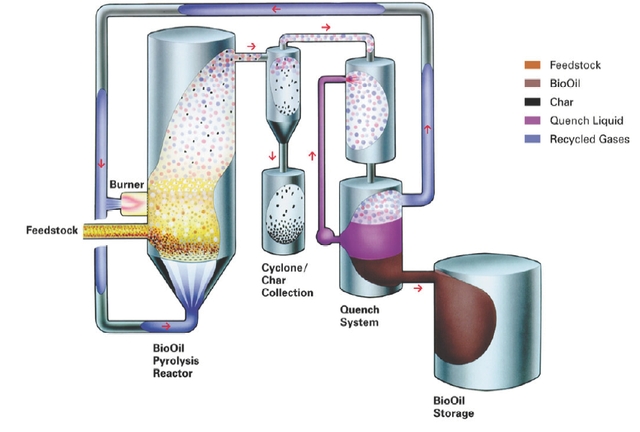 Feedstock
BioOil
Char
Quench Liquid
Recycled Gases
Burner
Feedstock
Cyclone/
Char
Collection
Quench
System
BioOil
Pyrolysis
Reactor
BioOil
Storage